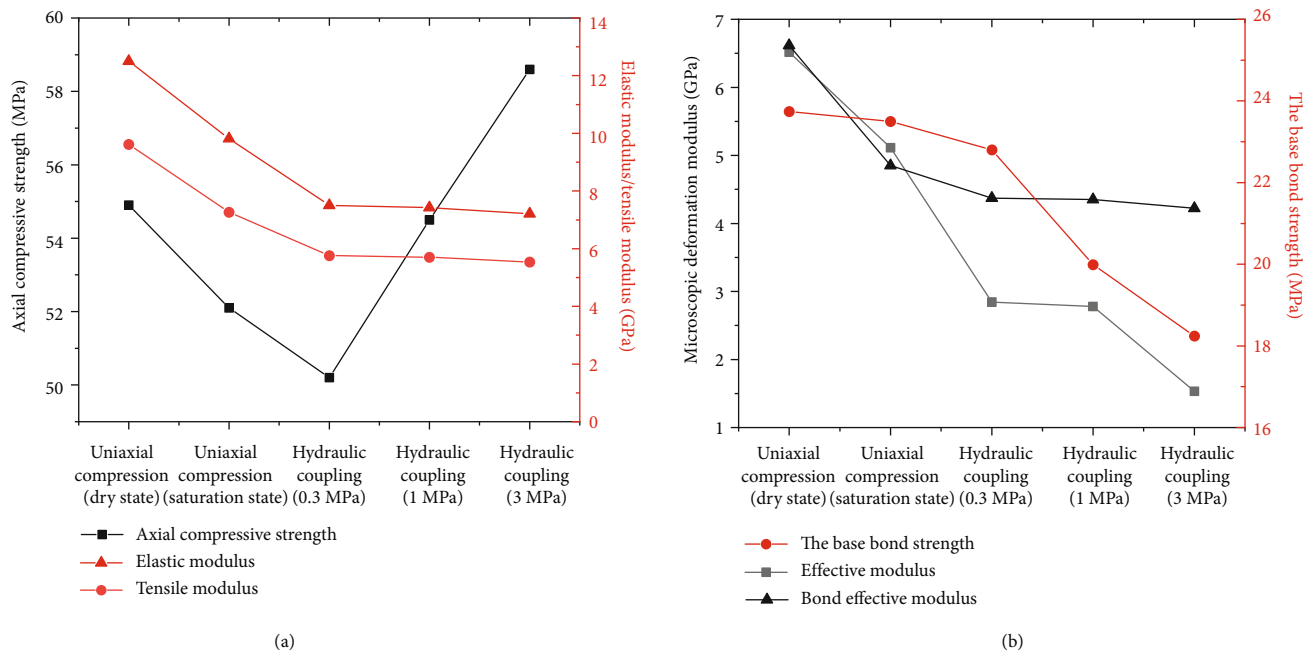 60
58
56
54
52
50
Axial compressive strength (MPa)
14
12
10
8
6
4
2
0
Elastic modulus/tensile modulus (GPa)
Uniaxial
compression
(dry state)
Uniaxial
compression
(saturation state)
Hydraulic
coupling
(0.3 MPa)
Hydraulic
coupling
(1 MPa)
Hydraulic
coupling
(3 MPa)
Axial compressive strength
Elastic modulus
Tensile modulus
(a)
7
6
5
4
3
2
1
Microscopic deformation modulus (GPa)
26
24
22
20
18
16
The base bond strength (MPa)
Uniaxial
compression
(dry state)
Uniaxial
compression
(saturation state)
Hydraulic
coupling
(0.3 MPa)
Hydraulic
coupling
(1 MPa)
Hydraulic
coupling
(3 MPa)
The base bond strength
Effective modulus
Bond effective modulus
(b)